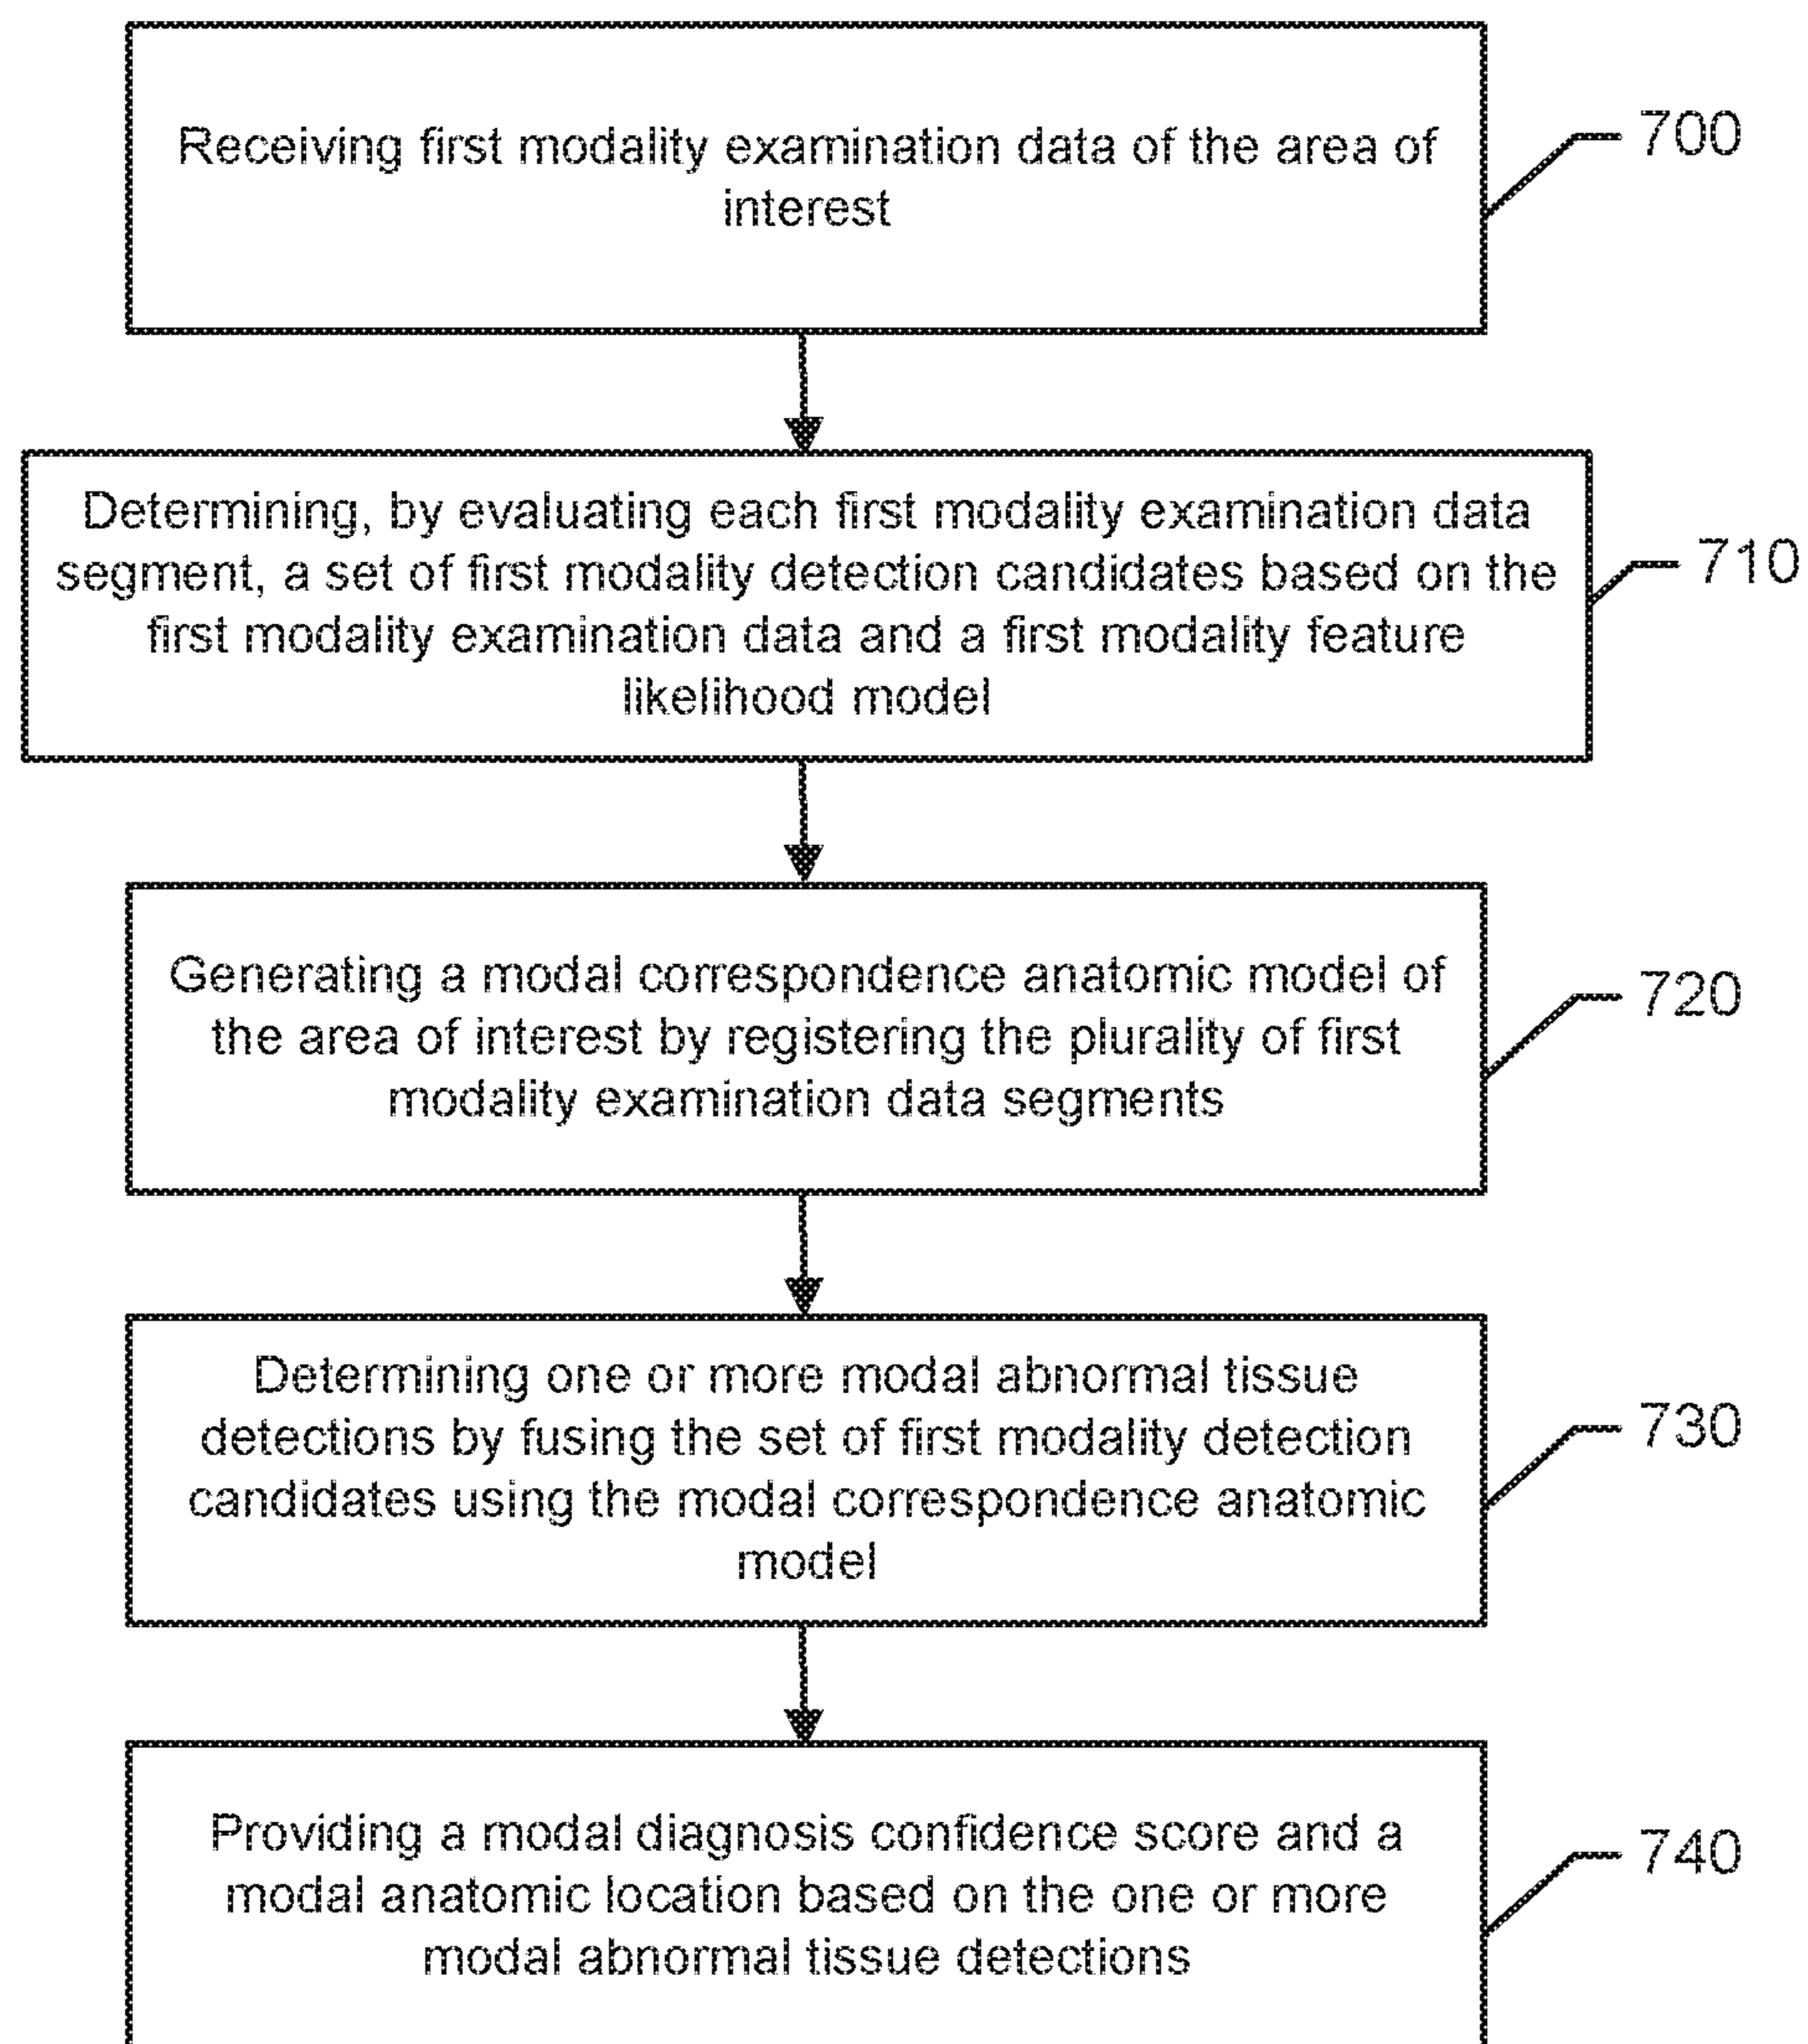 Receiving first modality examination data of the area of
interest
700
Determining, by evaluating each first modality examination data
segment, a set of first modality detection candidates based on the
first modality examination data and a first modality feature
likelihood model
710
Generating a modal correspondence anatomic model of
the area of interest by registering the plurality of first
modality examination data segments
720
Determining one or more modal abnormal tissue
detections by fusing the set of first modality detection
candidates using the modal correspondence anatomic
model
730
Providing a modal diagnosis confidence score and a
modal anatomic location based on the one or more
modal abnormal tissue detections
740